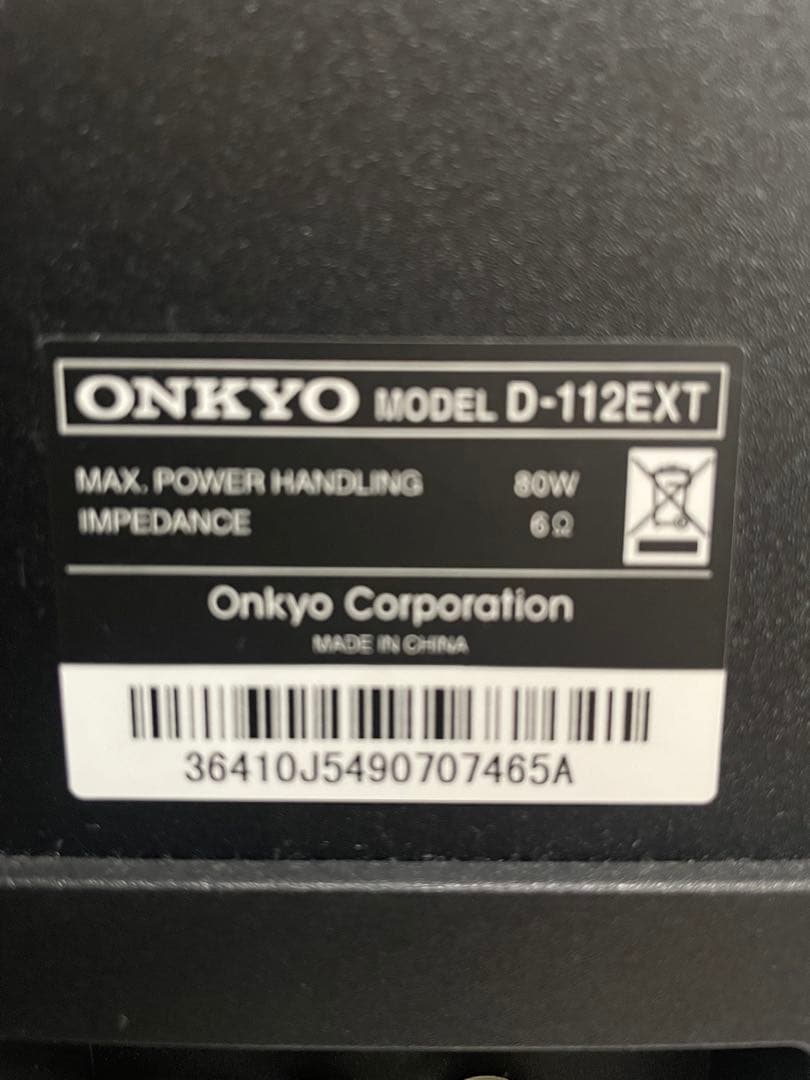 ONKYO MODEL D-112EXT
MAX. POWER HANDLING 80W
IMPEDANCE 6Ω
Onkyo Corporation
MADE IN CHINA
36410J5490707465A